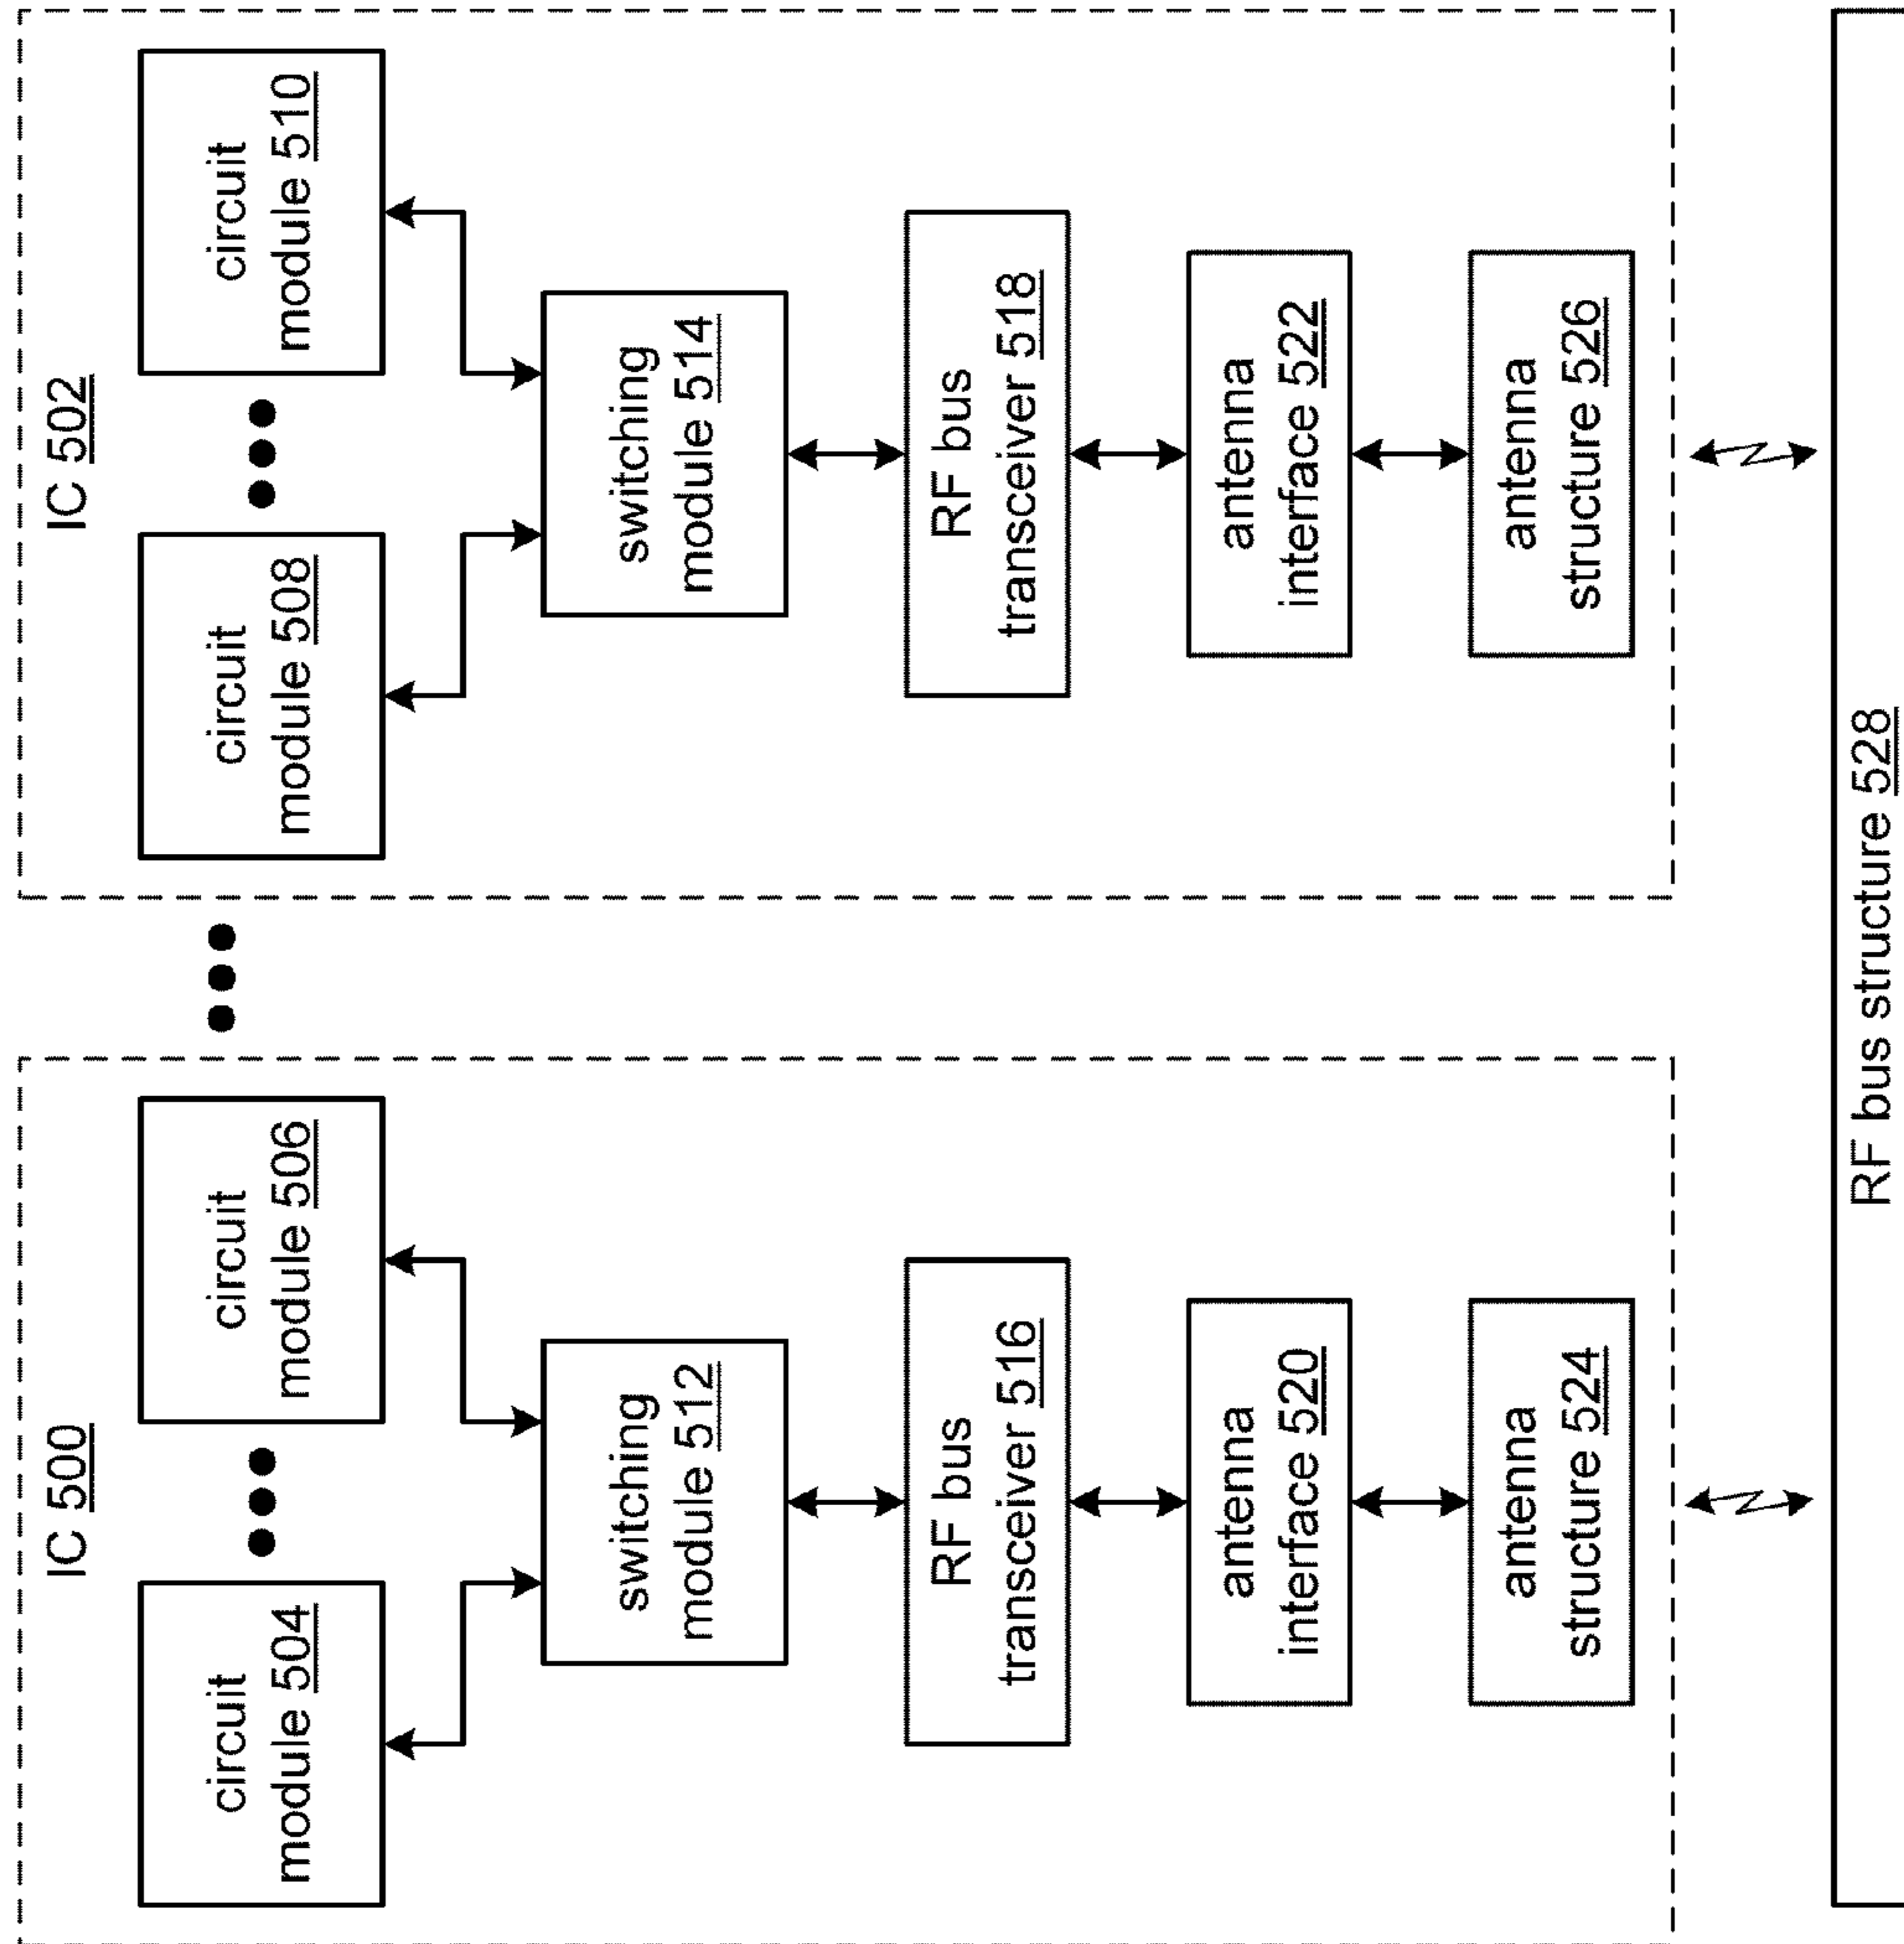 IC 500
circuit
module 504
circuit
module 506
switching
module 512
RF bus
transceiver 516
antenna
interface 520
antenna
structure 524
IC 502
circuit
module 508
circuit
module 510
switching
module 514
RF bus
transceiver 518
antenna
interface 522
antenna
structure 526
RF bus structure 528